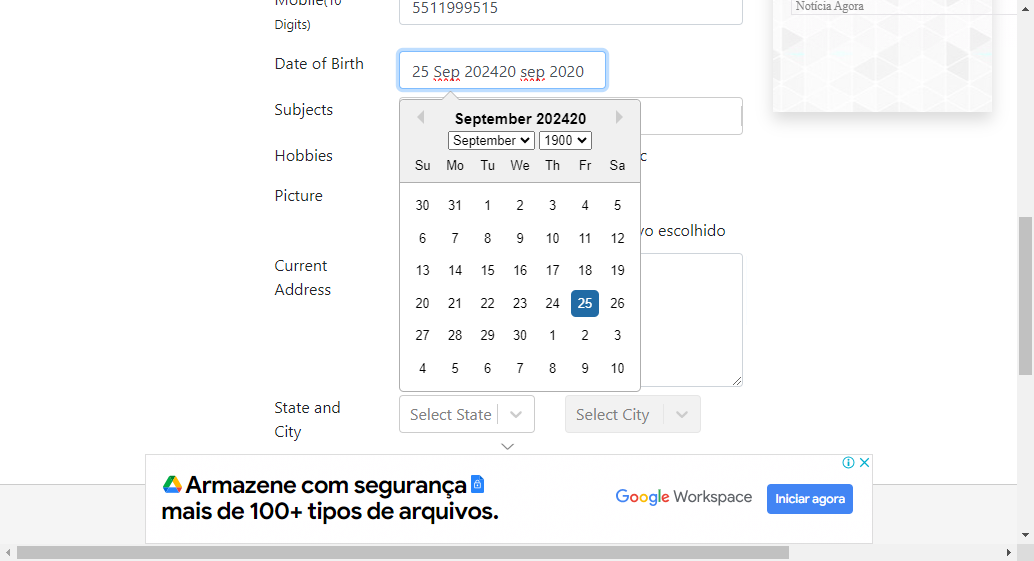 Mobile(10
Digits)
5511999515
Notícia Agora
Date of Birth
25 Sep 202420 sep 2020
Subjects
September 202420
September 1900
Su Mo Tu We Th Fr Sa
30 31 1 2 3 4 5
6 7 8 9 10 11 12
13 14 15 16 17 18 19
20 21 22 23 24 25 26
27 28 29 30 1 2 3
4 5 6 7 8 9 10
Hobbies
c
Picture
vo escolhido
Current
Address
State and
City
Select State
Select City
Armazene com segurança
mais de 100+ tipos de arquivos.
Google Workspace
Iniciar agora